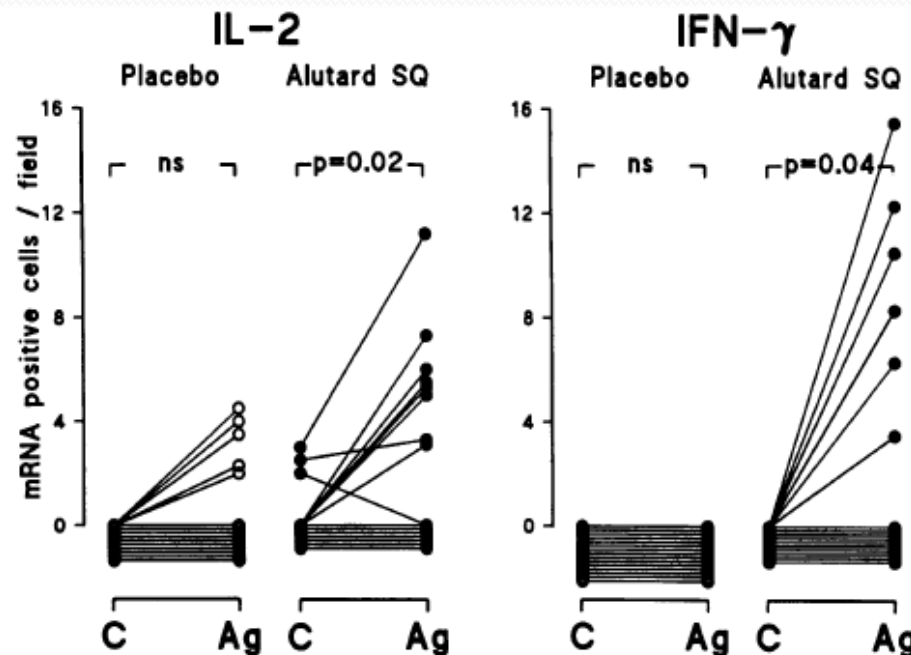 IL-2 IFN-γ
Placebo Alutard SQ Placebo Alutard SQ
mRNA positive cells / field
16 16
ns p=0.02 ns p=0.04
12 12
8 8
4 4
0 0
C Ag C Ag C Ag C Ag